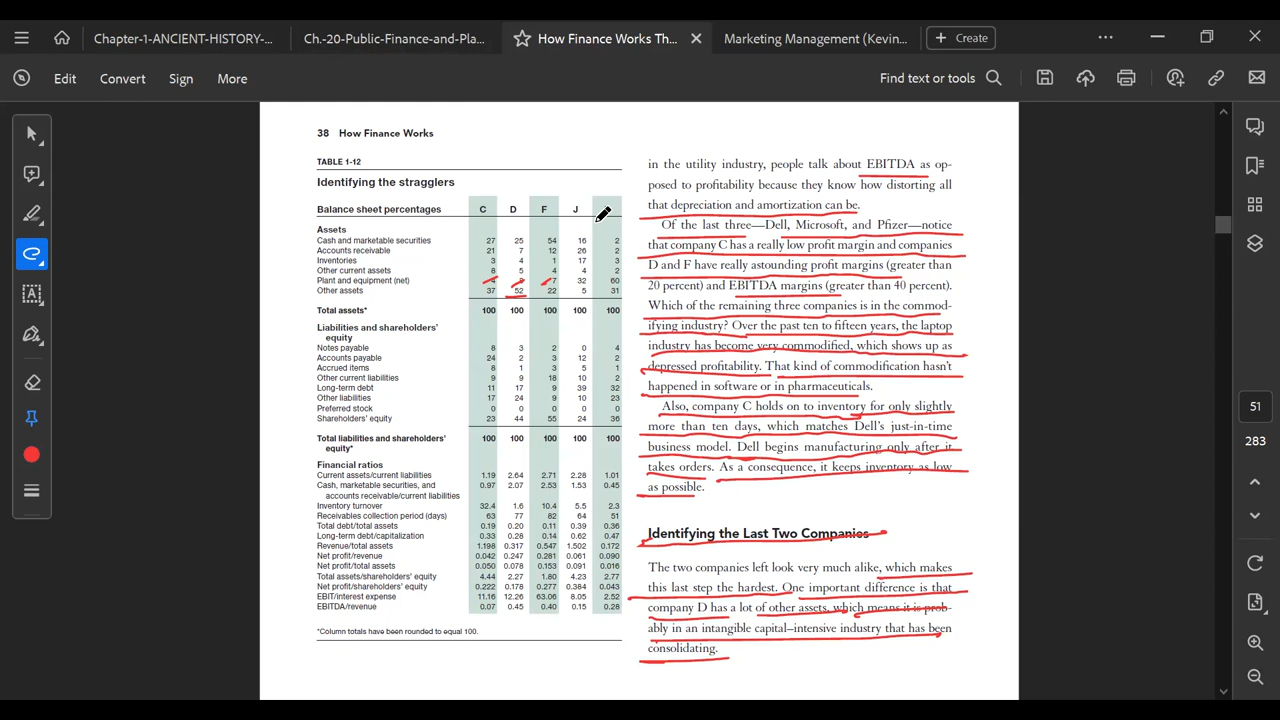 Chapter-1-ANCIENT-HISTORY-... Ch.-20-Public-Finance-and-Pla... How Finance Works Th... Marketing Management (Kevin... Create
Edit Convert Sign More Find text or tools
38 How Finance Works
TABLE 1-12
Identifying the stragglers
Balance sheet percentages C D F J
Assets
Cash and marketable securities 27 25 54 16 2
Accounts receivable 21 7 12 26 2
Inventories 3 4 1 17 3
Other current assets 8 5 4 4 2
Plant and equipment (net) 4 7 32 60
Other assets 37 52 22 5 31
Total assets* 100 100 100 100 100
Liabilities and shareholders'
equity
Notes payable 8 3 2 0 4
Accounts payable 24 2 3 12 2
Accrued items 8 1 3 5 1
Other current liabilities 9 9 18 10 2
Long-term debt 11 17 9 39 32
Other liabilities 17 24 9 10 23
Preferred stock 0 0 0 0 0
Shareholders' equity 23 44 55 24 36
Total liabilities and shareholders' 100 100 100 100 100
equity*
Financial ratios
Current assets/current liabilities 1.19 2.64 2.71 2.28 1.01
Cash, marketable securities, and 0.97 2.07 2.53 1.53 0.45
accounts receivable/current liabilities
Inventory turnover 32.4 1.6 10.4 5.5 2.3
Receivables collection period (days) 63 77 82 64 51
Total debt/total assets 0.19 0.20 0.11 0.39 0.36
Long-term debt/capitalization 0.33 0.28 0.14 0.62 0.47
Revenue/total assets 1.198 0.317 0.547 1.502 0.172
Net profit/revenue 0.042 0.247 0.281 0.061 0.090
Net profit/total assets 0.050 0.078 0.153 0.091 0.016
Total assets/shareholders' equity 4.44 2.27 1.80 4.23 2.77
Net profit/shareholders' equity 0.222 0.178 0.277 0.384 0.043
EBIT/interest expense 11.16 12.26 63.06 8.05 2.52
EBITDA/revenue 0.07 0.45 0.40 0.15 0.28
*Column totals have been rounded to equal 100.
in the utility industry, people talk about EBITDA as op-
posed to profitability because they know how distorting all
that depreciation and amortization can be.
Of the last three—Dell, Microsoft, and Pfizer—notice
that company C has a really low profit margin and companies
D and F have really astounding profit margins (greater than
20 percent) and EBITDA margins (greater than 40 percent).
Which of the remaining three companies is in the commod-
ifying industry? Over the past ten to fifteen years, the laptop
industry has become very commodified, which shows up as
depressed profitability. That kind of commodification hasn't
happened in software or in pharmaceuticals.
Also, company C holds on to inventory for only slightly
more than ten days, which matches Dell's just-in-time
business model. Dell begins manufacturing only after it
takes orders. As a consequence, it keeps inventory as low
as possible.
Identifying the Last Two Companies
The two companies left look very much alike, which makes
this last step the hardest. One important difference is that
company D has a lot of other assets, which means it is prob-
ably in an intangible capital–intensive industry that has been
consolidating.
51
283